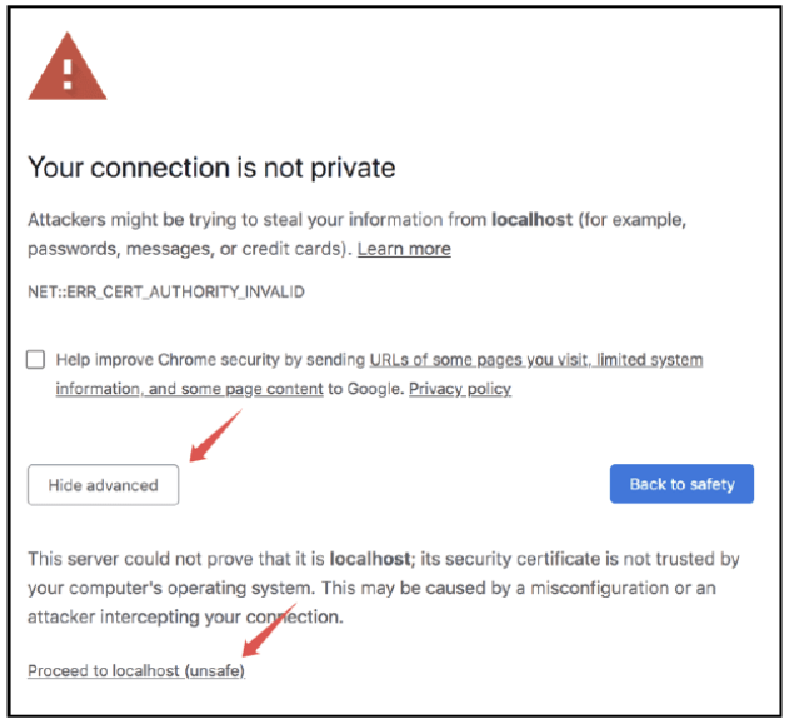 Your connection is not private
Attackers might be trying to steal your information from localhost (for example,
passwords, messages, or credit cards). Learn more
NET::ERR_CERT_AUTHORITY_INVALID
Help improve Chrome security by sending URLs of some pages you visit, limited system
information, and some page content to Google. Privacy policy
Hide advanced
Back to safety
This server could not prove that it is localhost; its security certificate is not trusted by
your computer's operating system. This may be caused by a misconfiguration or an
attacker intercepting your connection.
Proceed to localhost (unsafe)